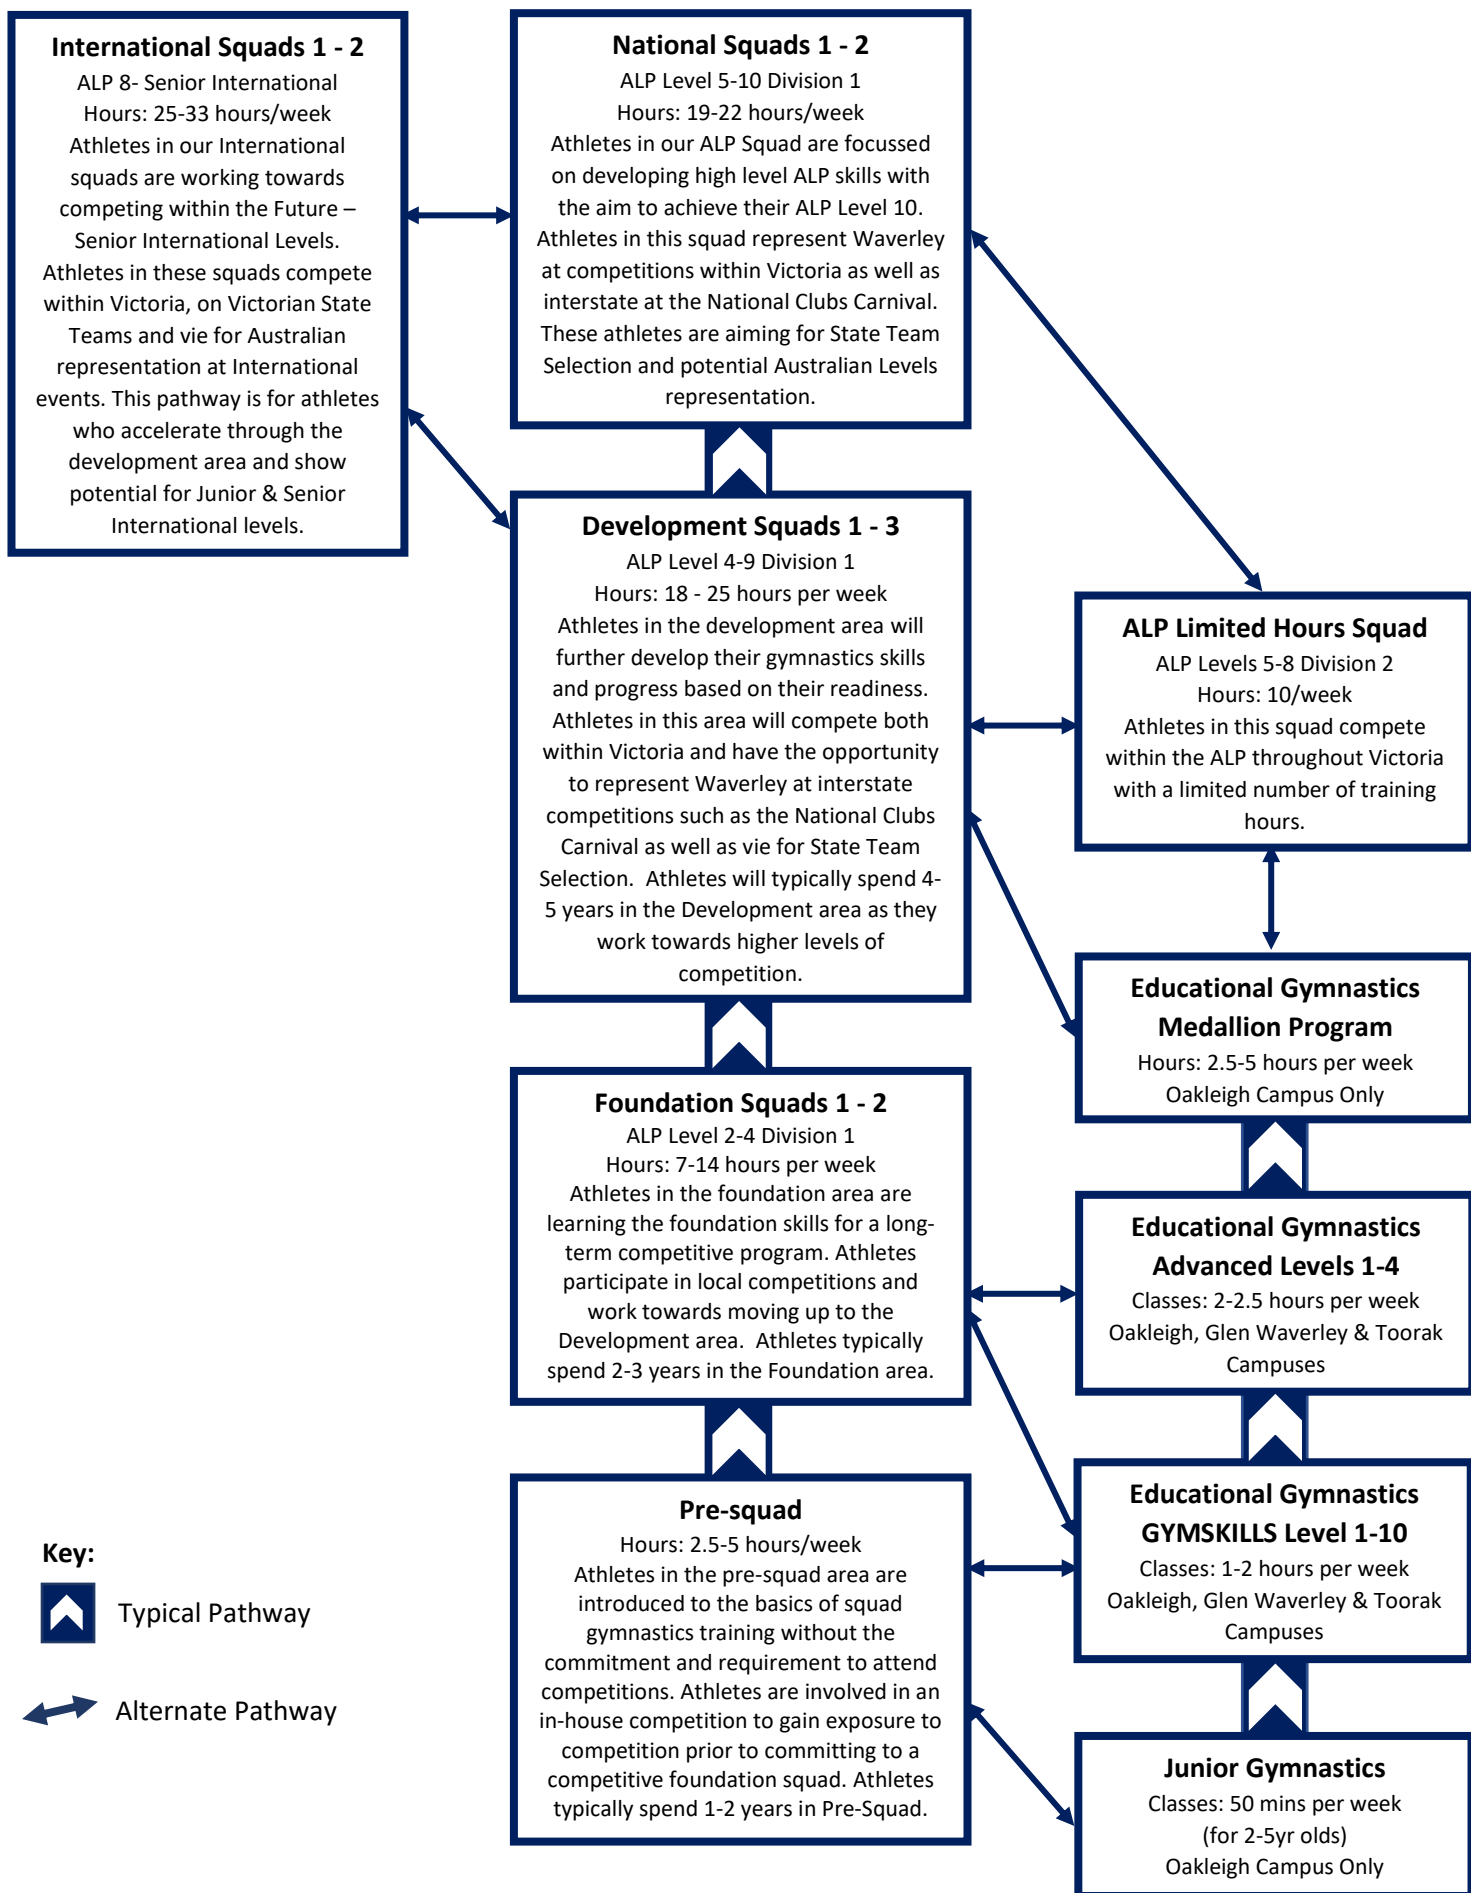 International Squads 1 - 2
ALP 8- Senior International
Hours: 25-33 hours/week
Athletes in our International
squads are working towards
competing within the Future –
Senior International Levels.
Athletes in these squads compete
within Victoria, on Victorian State
Teams and vie for Australian
representation at International
events. This pathway is for athletes
who accelerate through the
development area and show
potential for Junior & Senior
International levels.
National Squads 1 - 2
ALP Level 5-10 Division 1
Hours: 19-22 hours/week
Athletes in our ALP Squad are focussed
on developing high level ALP skills with
the aim to achieve their ALP Level 10.
Athletes in this squad represent Waverley
at competitions within Victoria as well as
interstate at the National Clubs Carnival.
These athletes are aiming for State Team
Selection and potential Australian Levels
representation.
Development Squads 1 - 3
ALP Level 4-9 Division 1
Hours: 18 - 25 hours per week
Athletes in the development area will
further develop their gymnastics skills
and progress based on their readiness.
Athletes in this area will compete both
within Victoria and have the opportunity
to represent Waverley at interstate
competitions such as the National Clubs
Carnival as well as vie for State Team
Selection.  Athletes will typically spend 4-
5 years in the Development area as they
work towards higher levels of
competition.
ALP Limited Hours Squad
ALP Levels 5-8 Division 2
Hours: 10/week
Athletes in this squad compete
within the ALP throughout Victoria
with a limited number of training
hours.
Educational Gymnastics
Medallion Program
Hours: 2.5-5 hours per week
Oakleigh Campus Only
Foundation Squads 1 - 2
ALP Level 2-4 Division 1
Hours: 7-14 hours per week
Athletes in the foundation area are
learning the foundation skills for a long-
term competitive program. Athletes
participate in local competitions and
work towards moving up to the
Development area.  Athletes typically
spend 2-3 years in the Foundation area.
Educational Gymnastics
Advanced Levels 1-4
Classes: 2-2.5 hours per week
Oakleigh, Glen Waverley & Toorak
Campuses
Pre-squad
Hours: 2.5-5 hours/week
Athletes in the pre-squad area are
introduced to the basics of squad
gymnastics training without the
commitment and requirement to attend
competitions. Athletes are involved in an
in-house competition to gain exposure to
competition prior to committing to a
competitive foundation squad. Athletes
typically spend 1-2 years in Pre-Squad.
Educational Gymnastics
GYMSKILLS Level 1-10
Classes: 1-2 hours per week
Oakleigh, Glen Waverley & Toorak
Campuses
Junior Gymnastics
Classes: 50 mins per week
(for 2-5yr olds)
Oakleigh Campus Only
Key:
Typical Pathway
Alternate Pathway